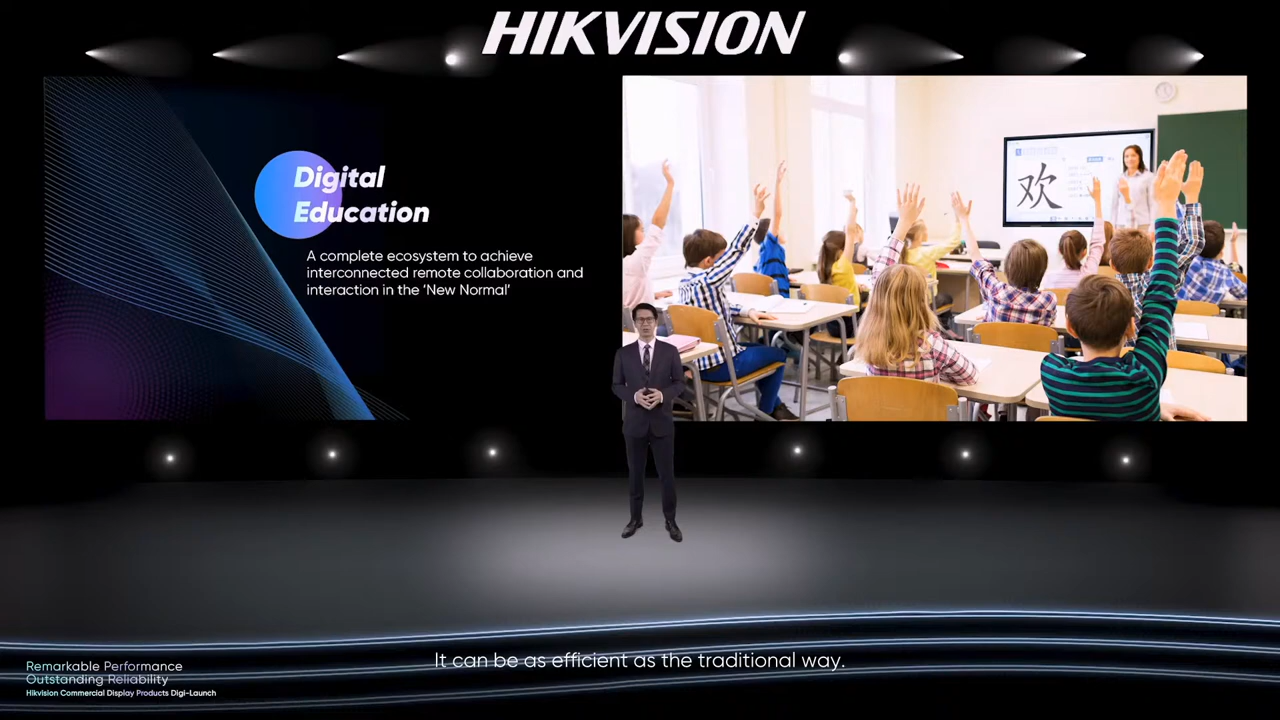 HIKVISION
Digital
Education
A complete ecosystem to achieve
interconnected remote collaboration and
interaction in the ‘New Normal’
欢
It can be as efficient as the traditional way.
Remarkable Performance
Outstanding Reliability
Hikvision Commercial Display Products Digi-Launch